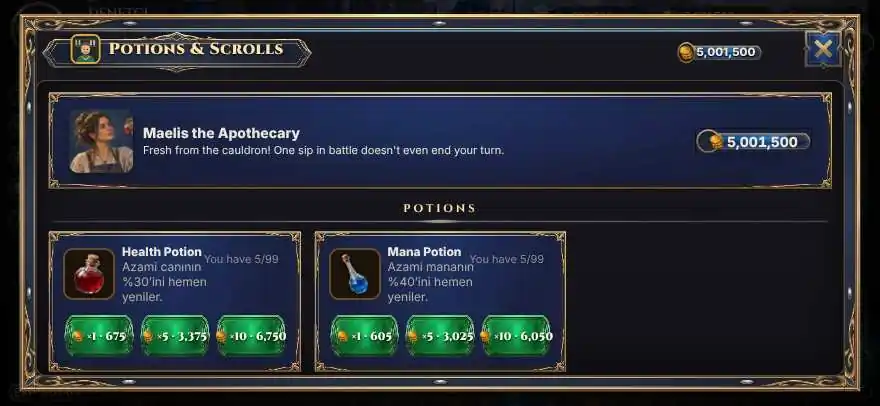 POTIONS & SCROLLS
5,001,500
Maelis the Apothecary
Fresh from the cauldron! One sip in battle doesn't even end your turn.
5,001,500
POTIONS
Health Potion
You have 5/99
Azami canının
%30'ini hemen
yeniler.
×1 · 675
×5 · 3,375
×10 · 6,750
Mana Potion
You have 5/99
Azami mananın
%40'ini hemen
yeniler.
×1 · 605
×5 · 3,025
×10 · 6,050